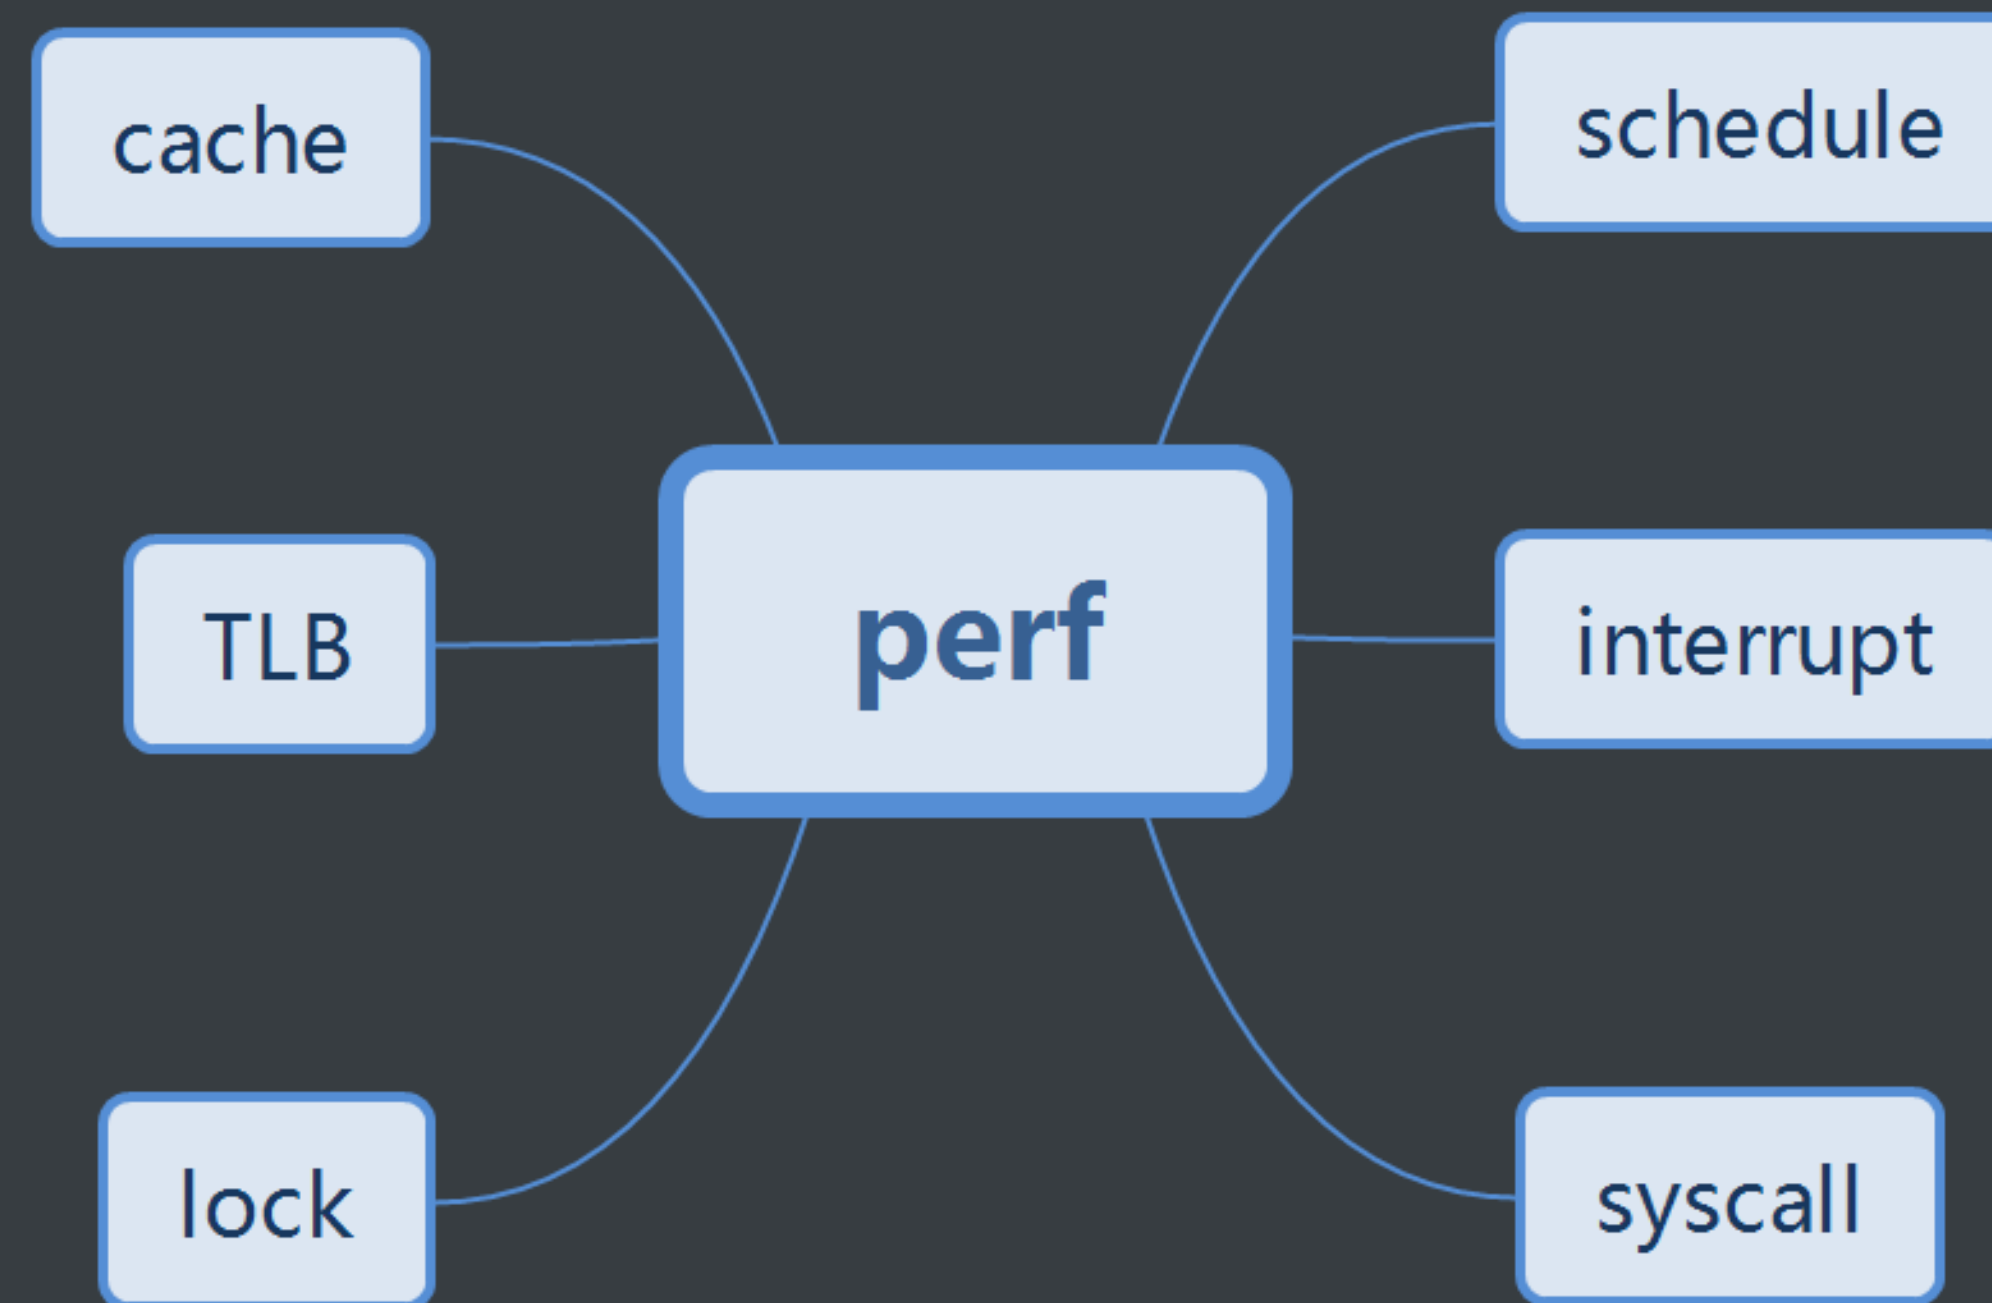 cache
schedule
TLB
perf
interrupt
lock
syscall